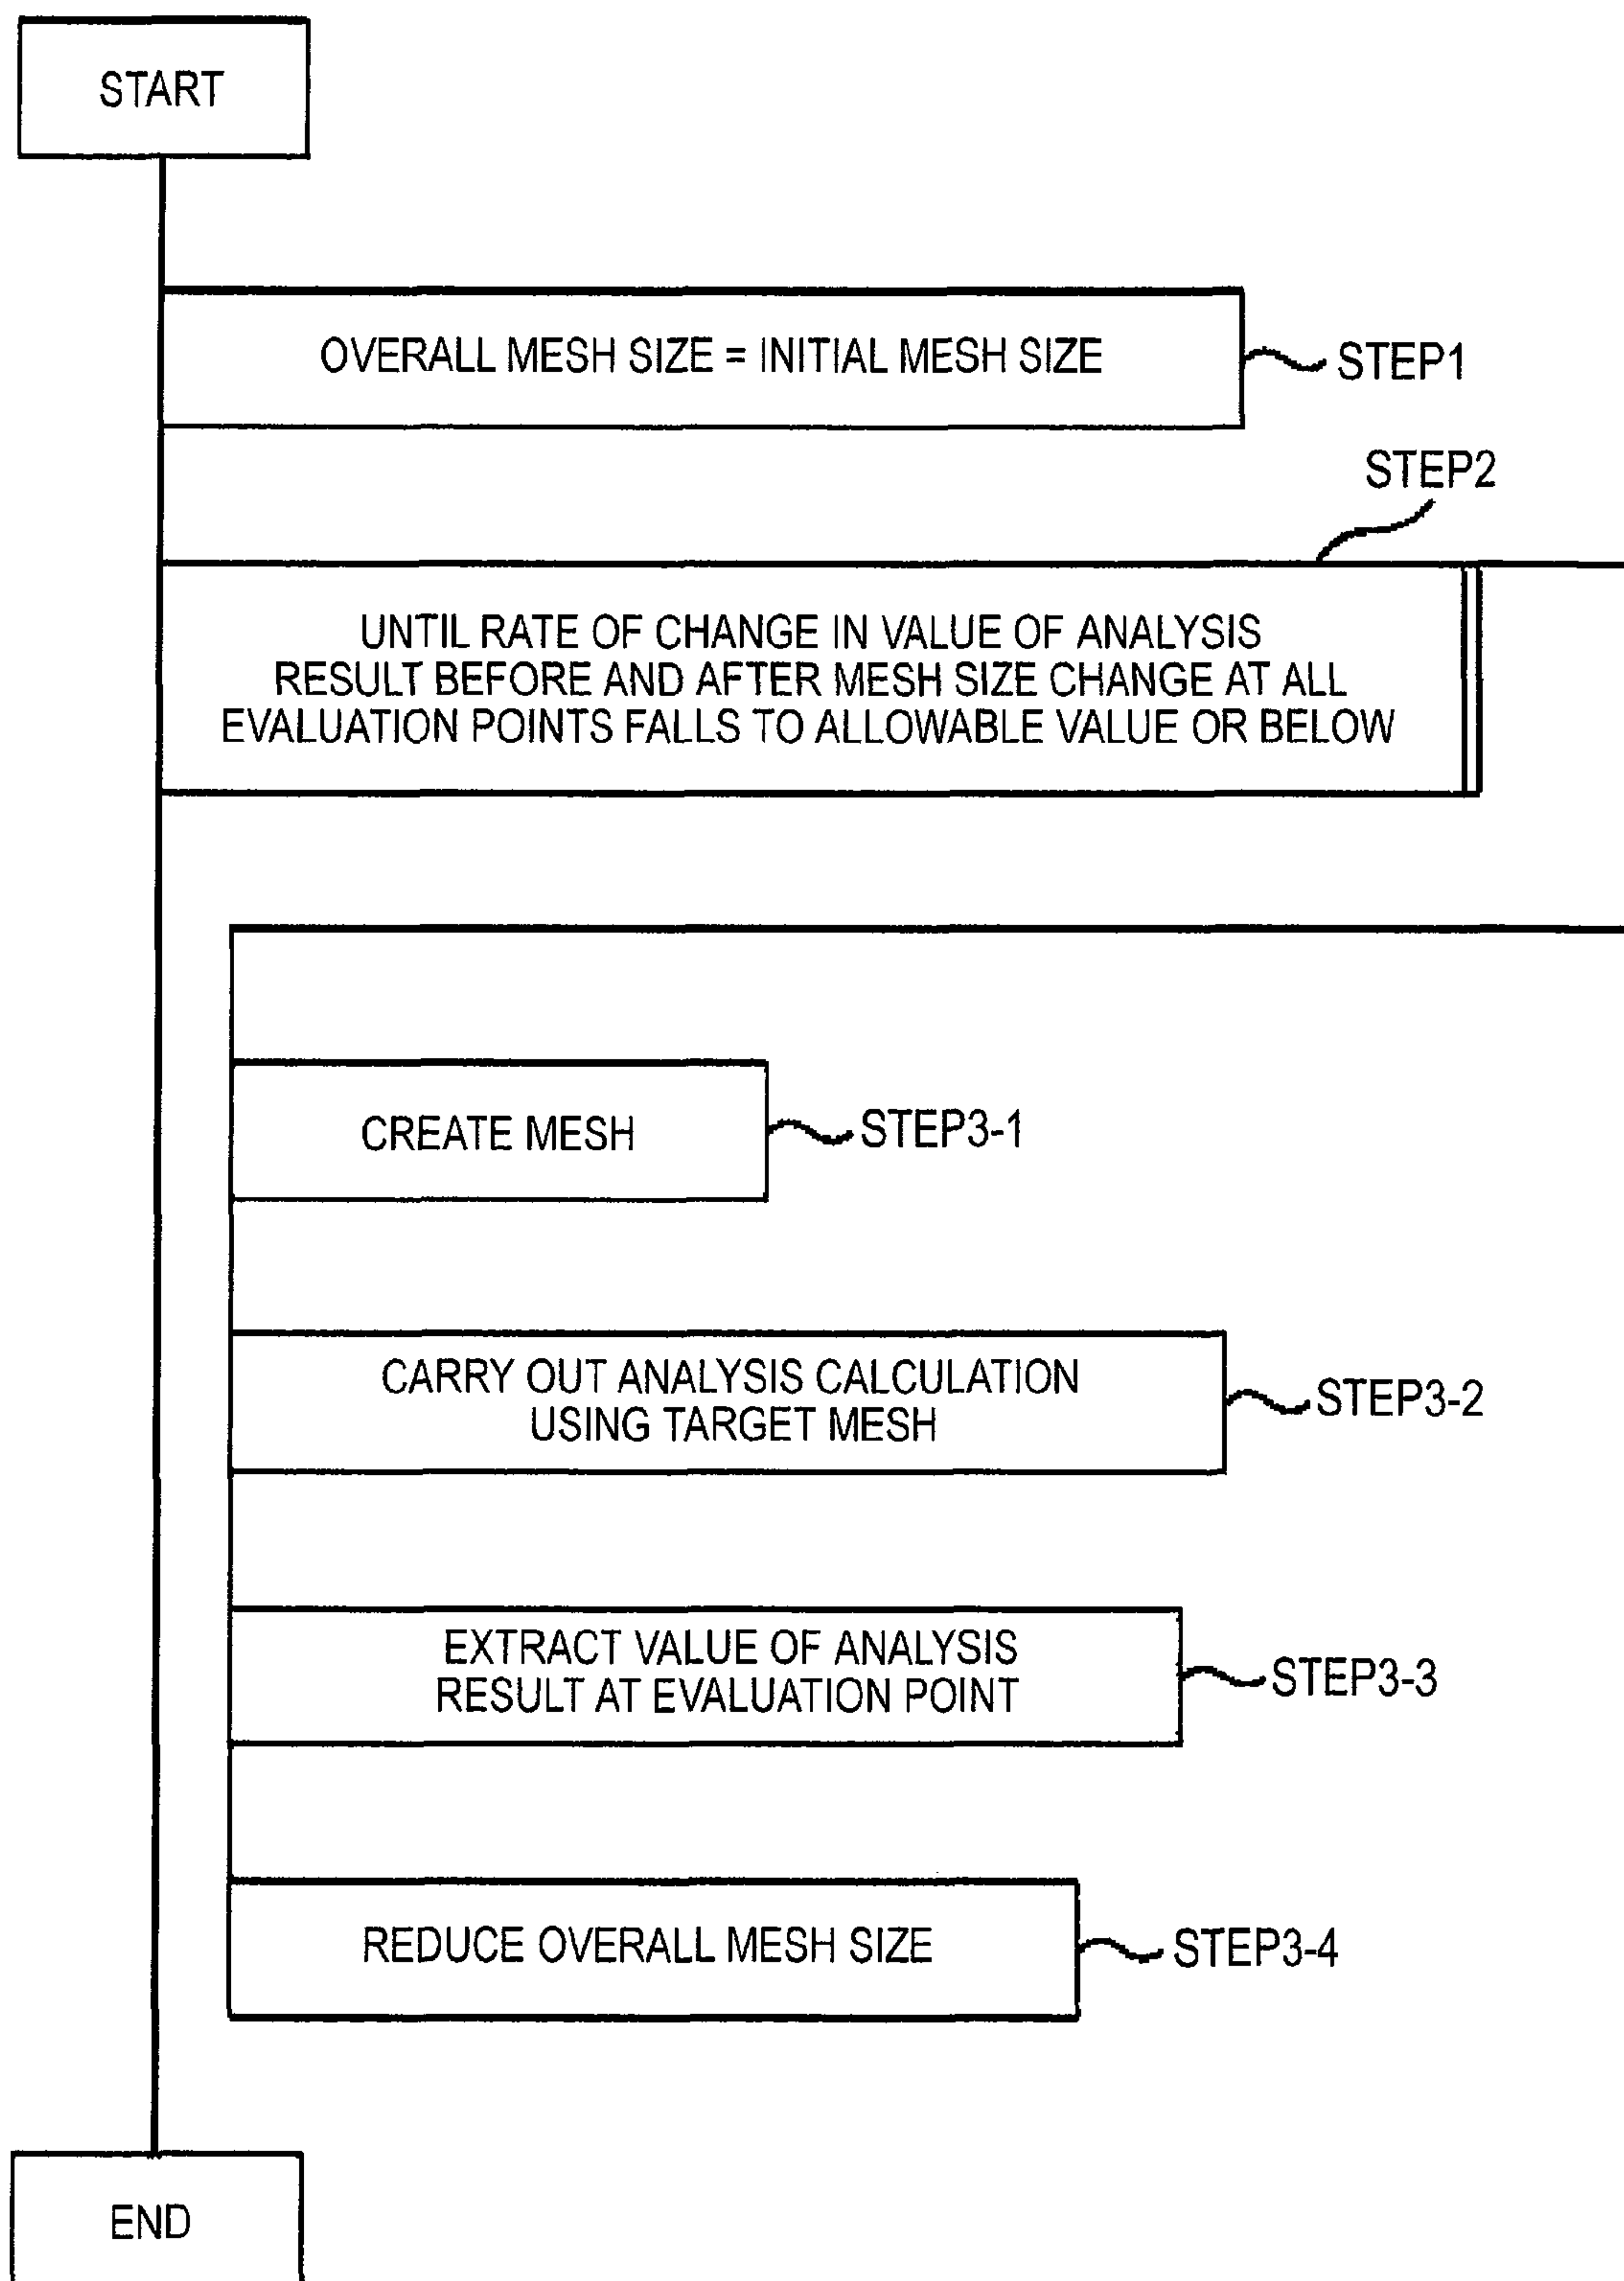 START
OVERALL MESH SIZE = INITIAL MESH SIZE
STEP1
STEP2
UNTIL RATE OF CHANGE IN VALUE OF ANALYSIS
RESULT BEFORE AND AFTER MESH SIZE CHANGE AT ALL
EVALUATION POINTS FALLS TO ALLOWABLE VALUE OR BELOW
CREATE MESH
STEP3-1
CARRY OUT ANALYSIS CALCULATION
USING TARGET MESH
STEP3-2
EXTRACT VALUE OF ANALYSIS
RESULT AT EVALUATION POINT
STEP3-3
REDUCE OVERALL MESH SIZE
STEP3-4
END